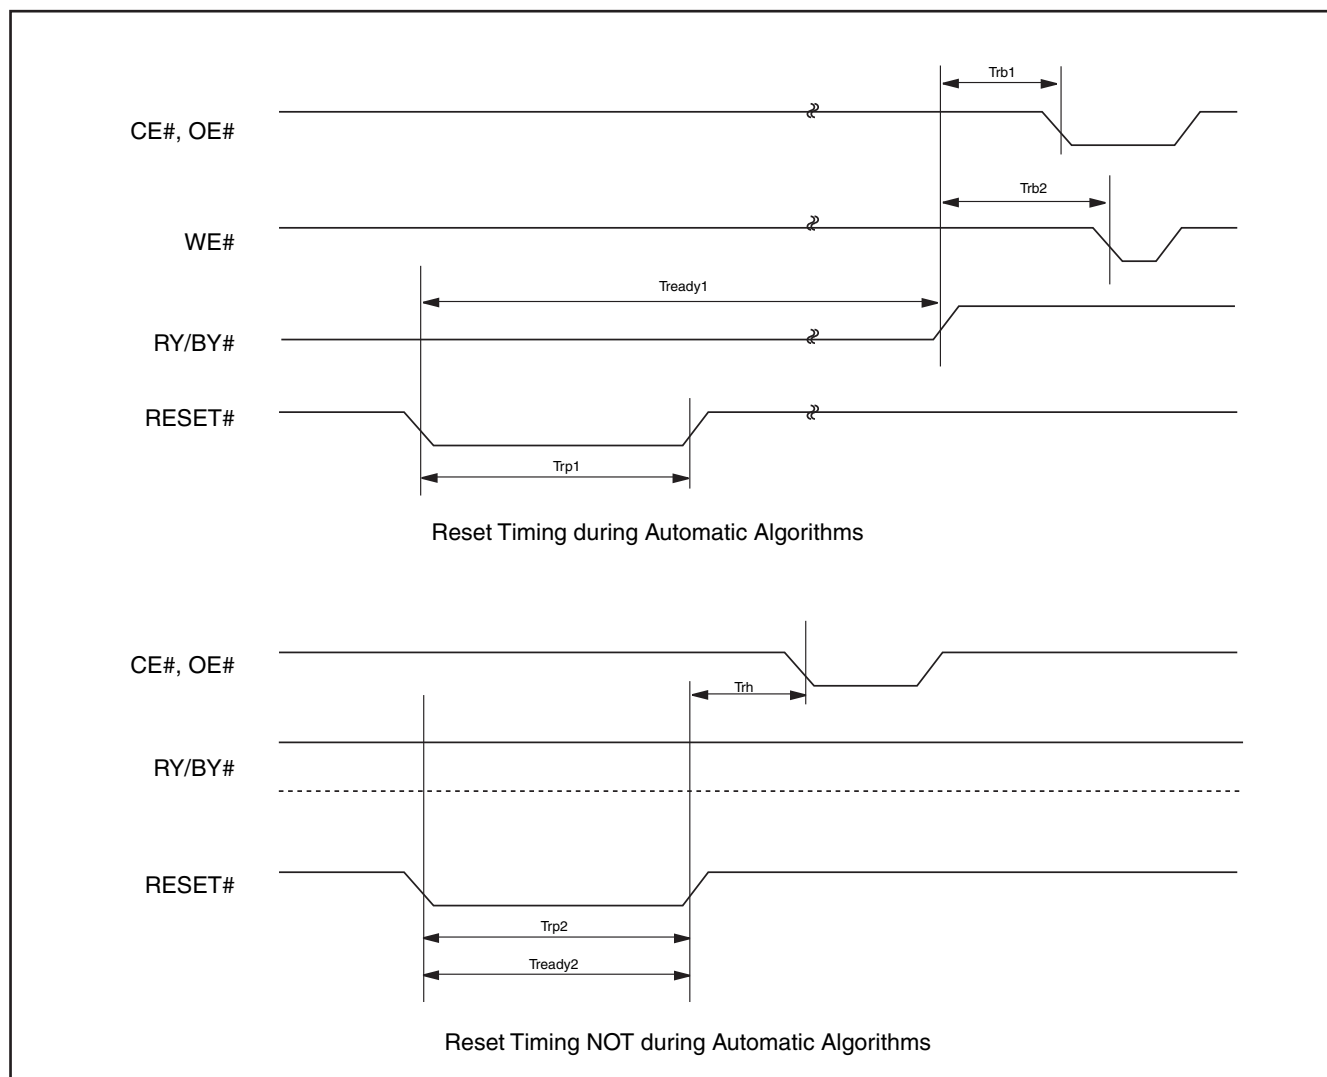 Trb1
CE#, OE#
Trb2
WE#
Tready1
RY/BY#
RESET#
Trp1
Reset Timing during Automatic Algorithms
CE#, OE#
Trh
RY/BY#
RESET#
Trp2
Tready2
Reset Timing NOT during Automatic Algorithms